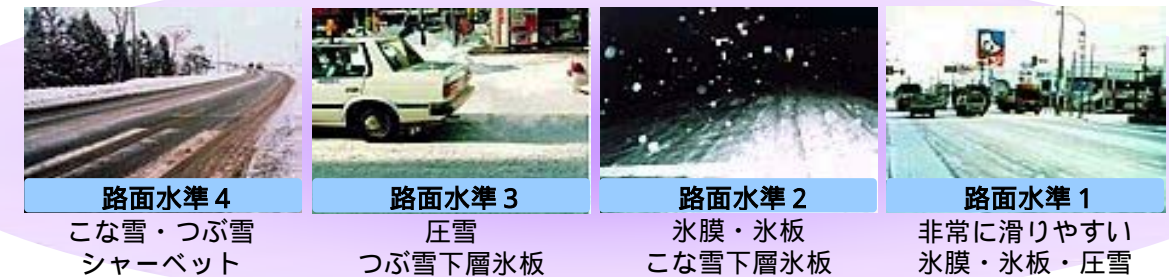 路面水準4
こな雪・つぶ雪
シャーベット
路面水準3
圧雪
つぶ雪下層氷板
路面水準2
氷膜・氷板
こな雪下層氷板
路面水準1
非常に滑りやすい
氷膜・氷板・圧雪